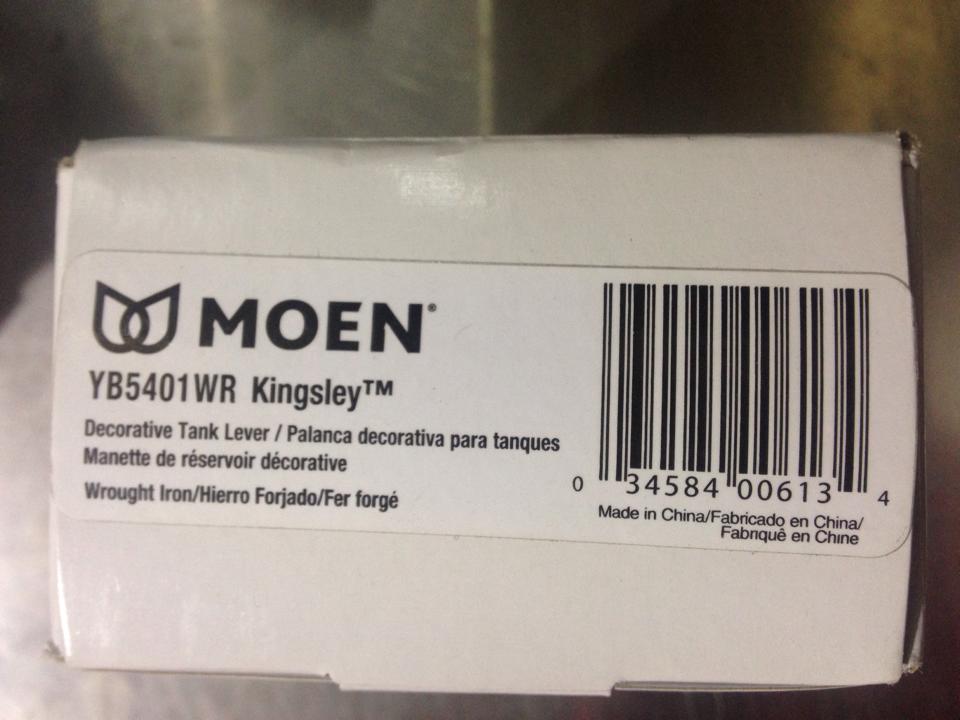 MOEN®
YB5401WR Kingsley™
Decorative Tank Lever / Palanca decorativa para tanques
Manette de réservoir décorative
Wrought Iron/Hierro Forjado/Fer forgé
0 34584 00613 4
Made in China/Fabricado en China/
Fabriquê en Chine